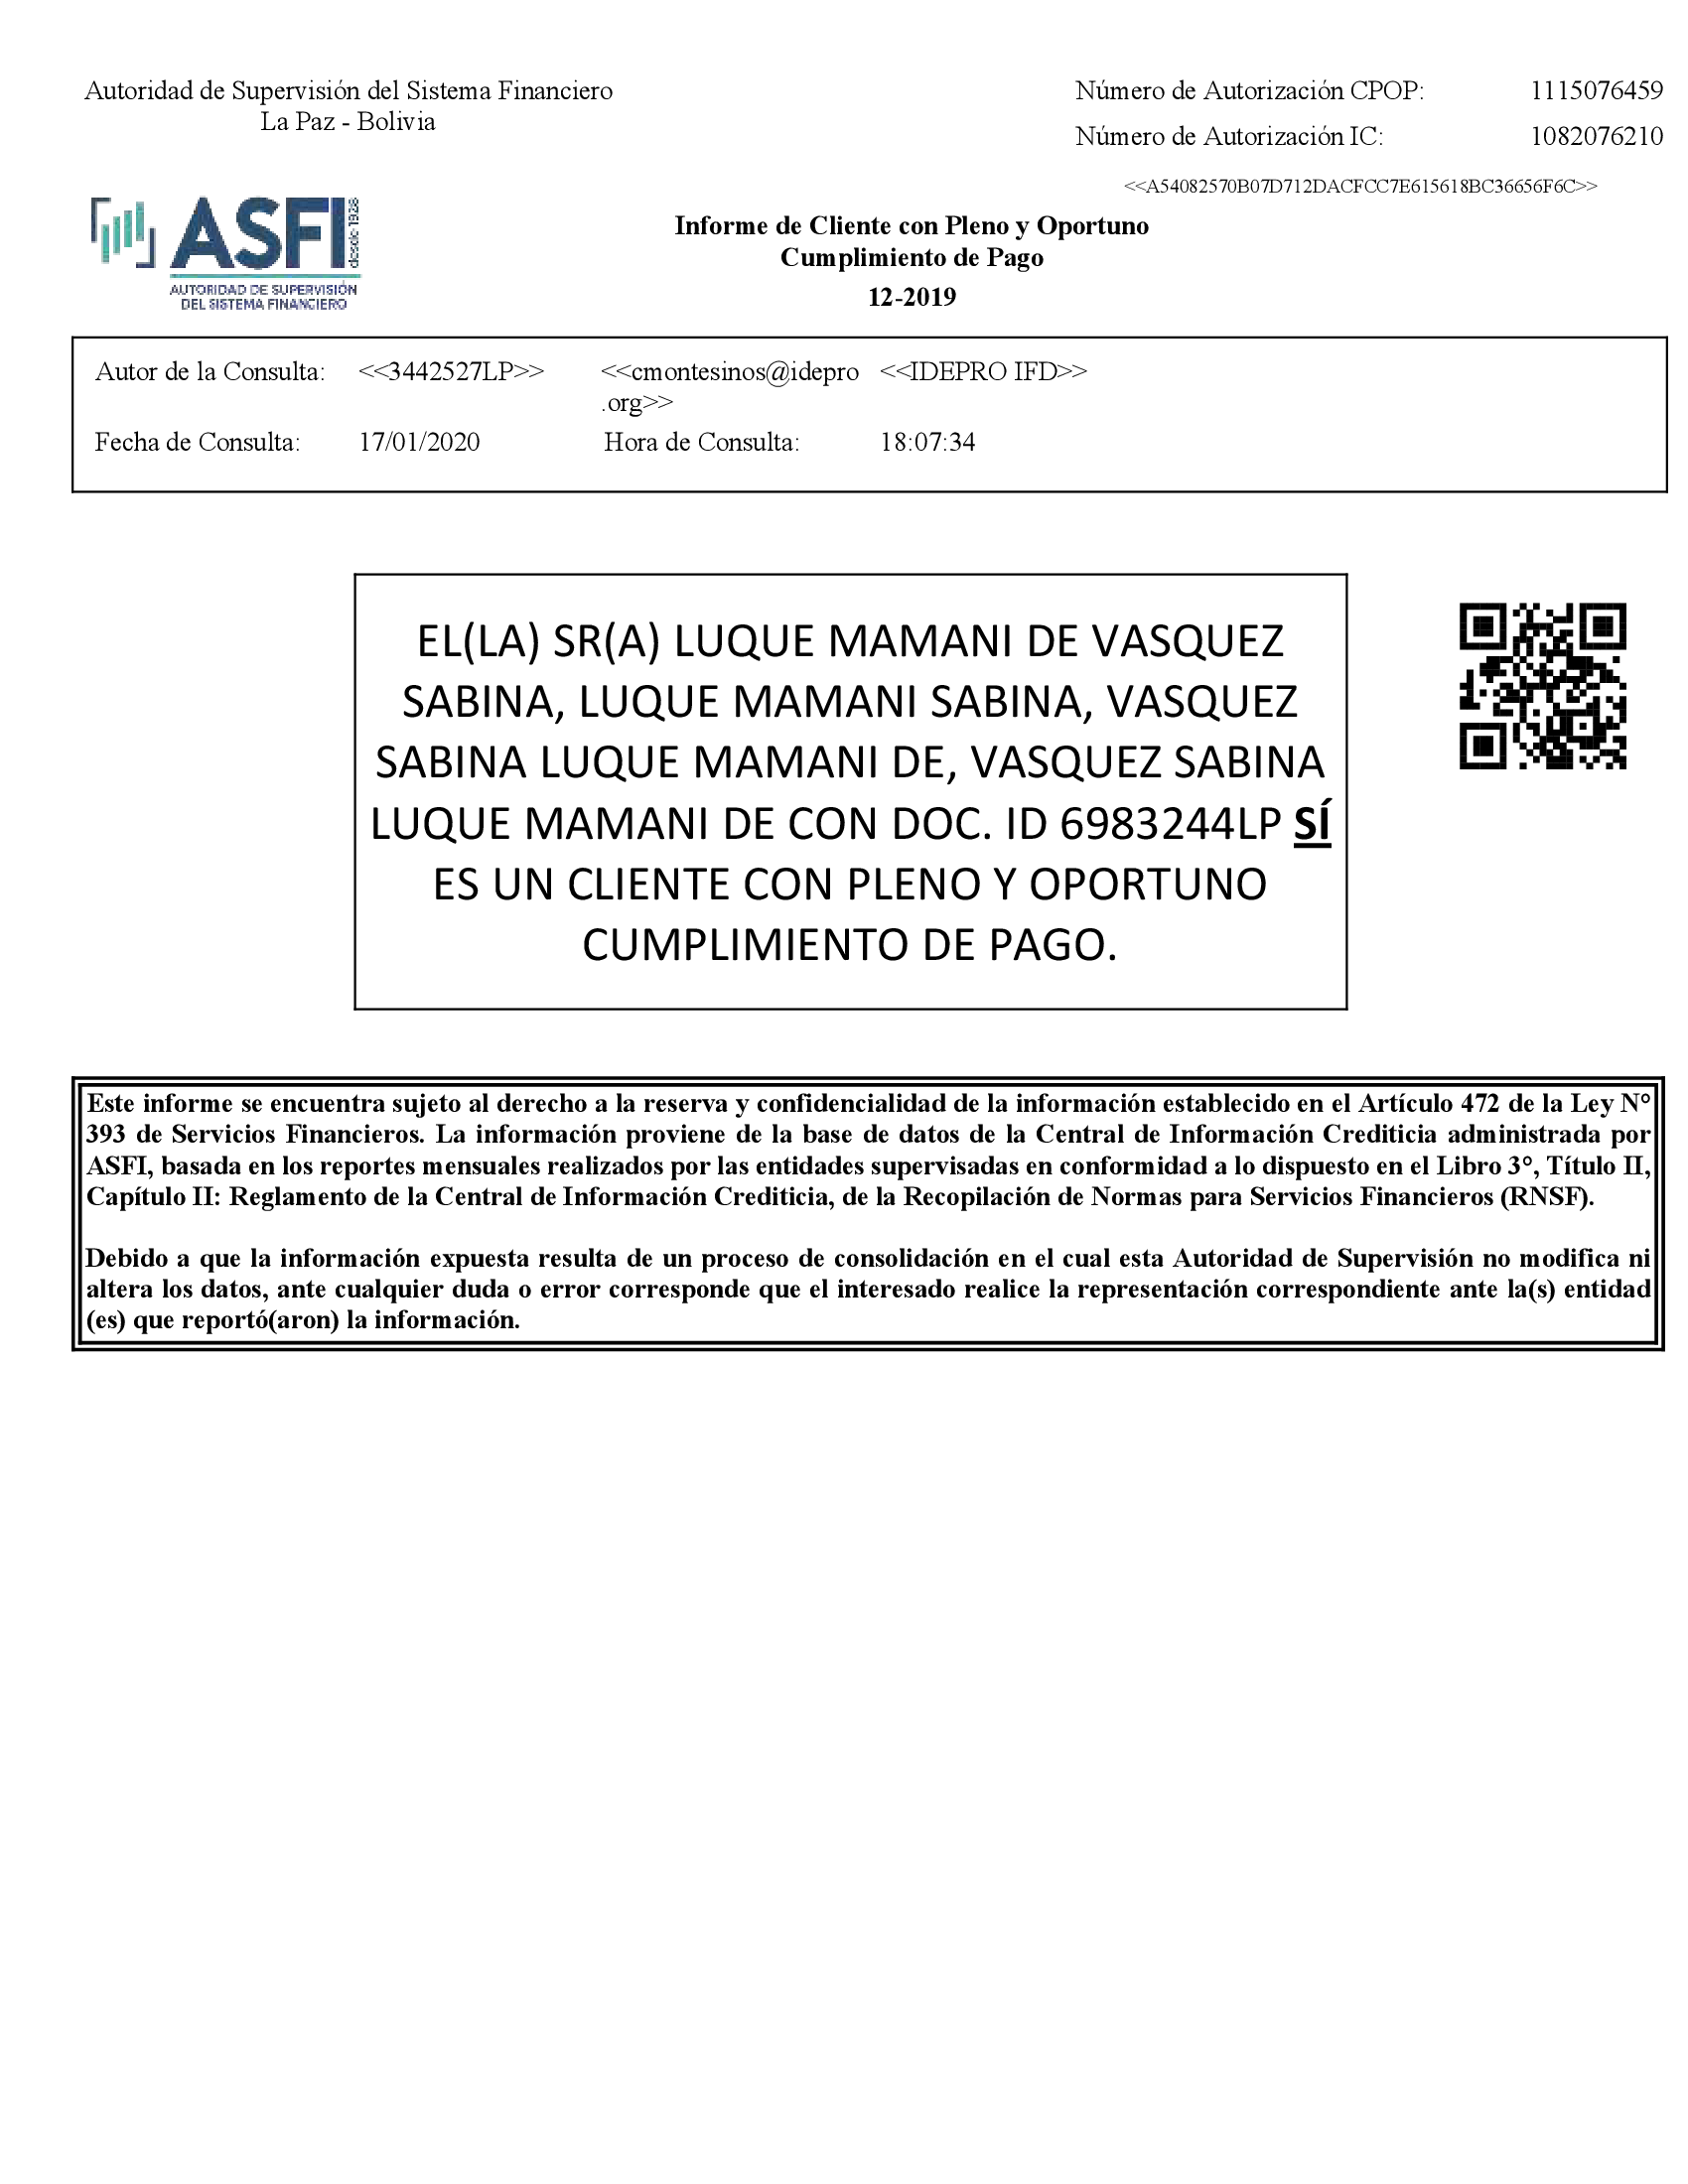 Autoridad de Supervisión del Sistema Financiero
La Paz - Bolivia
Número de Autorización CPOP: 1115076459
Número de Autorización IC: 1082076210
<<A54082570B07D712DACFCC7E615618BC36656F6C>>
ASFI desde 1928
AUTORIDAD DE SUPERVISIÓN
DEL SISTEMA FINANCIERO
Informe de Cliente con Pleno y Oportuno
Cumplimiento de Pago
12-2019
Autor de la Consulta: <<3442527LP>> <<cmontesinos@idepro <<IDEPRO IFD>>
.org>>
Fecha de Consulta: 17/01/2020 Hora de Consulta: 18:07:34
EL(LA) SR(A) LUQUE MAMANI DE VASQUEZ
SABINA, LUQUE MAMANI SABINA, VASQUEZ
SABINA LUQUE MAMANI DE, VASQUEZ SABINA
LUQUE MAMANI DE CON DOC. ID 6983244LP SÍ
ES UN CLIENTE CON PLENO Y OPORTUNO
CUMPLIMIENTO DE PAGO.
Este informe se encuentra sujeto al derecho a la reserva y confidencialidad de la información establecido en el Artículo 472 de la Ley N°
393 de Servicios Financieros. La información proviene de la base de datos de la Central de Información Crediticia administrada por
ASFI, basada en los reportes mensuales realizados por las entidades supervisadas en conformidad a lo dispuesto en el Libro 3°, Título II,
Capítulo II: Reglamento de la Central de Información Crediticia, de la Recopilación de Normas para Servicios Financieros (RNSF).
Debido a que la información expuesta resulta de un proceso de consolidación en el cual esta Autoridad de Supervisión no modifica ni
altera los datos, ante cualquier duda o error corresponde que el interesado realice la representación correspondiente ante la(s) entidad
(es) que reportó(aron) la información.